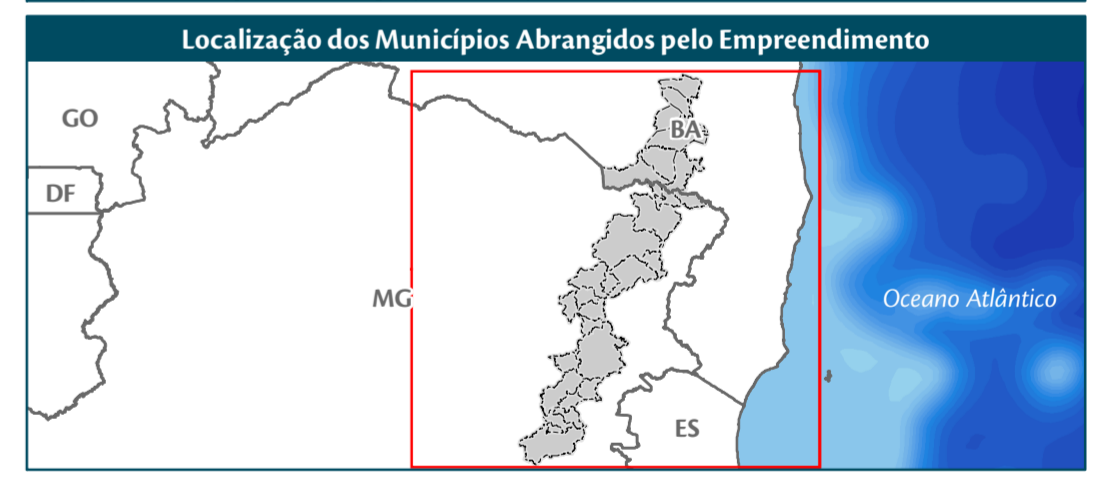 Localização dos Municípios Abrangidos pelo Empreendimento
GO
BA
DF
MG
Oceano Atlântico
ES